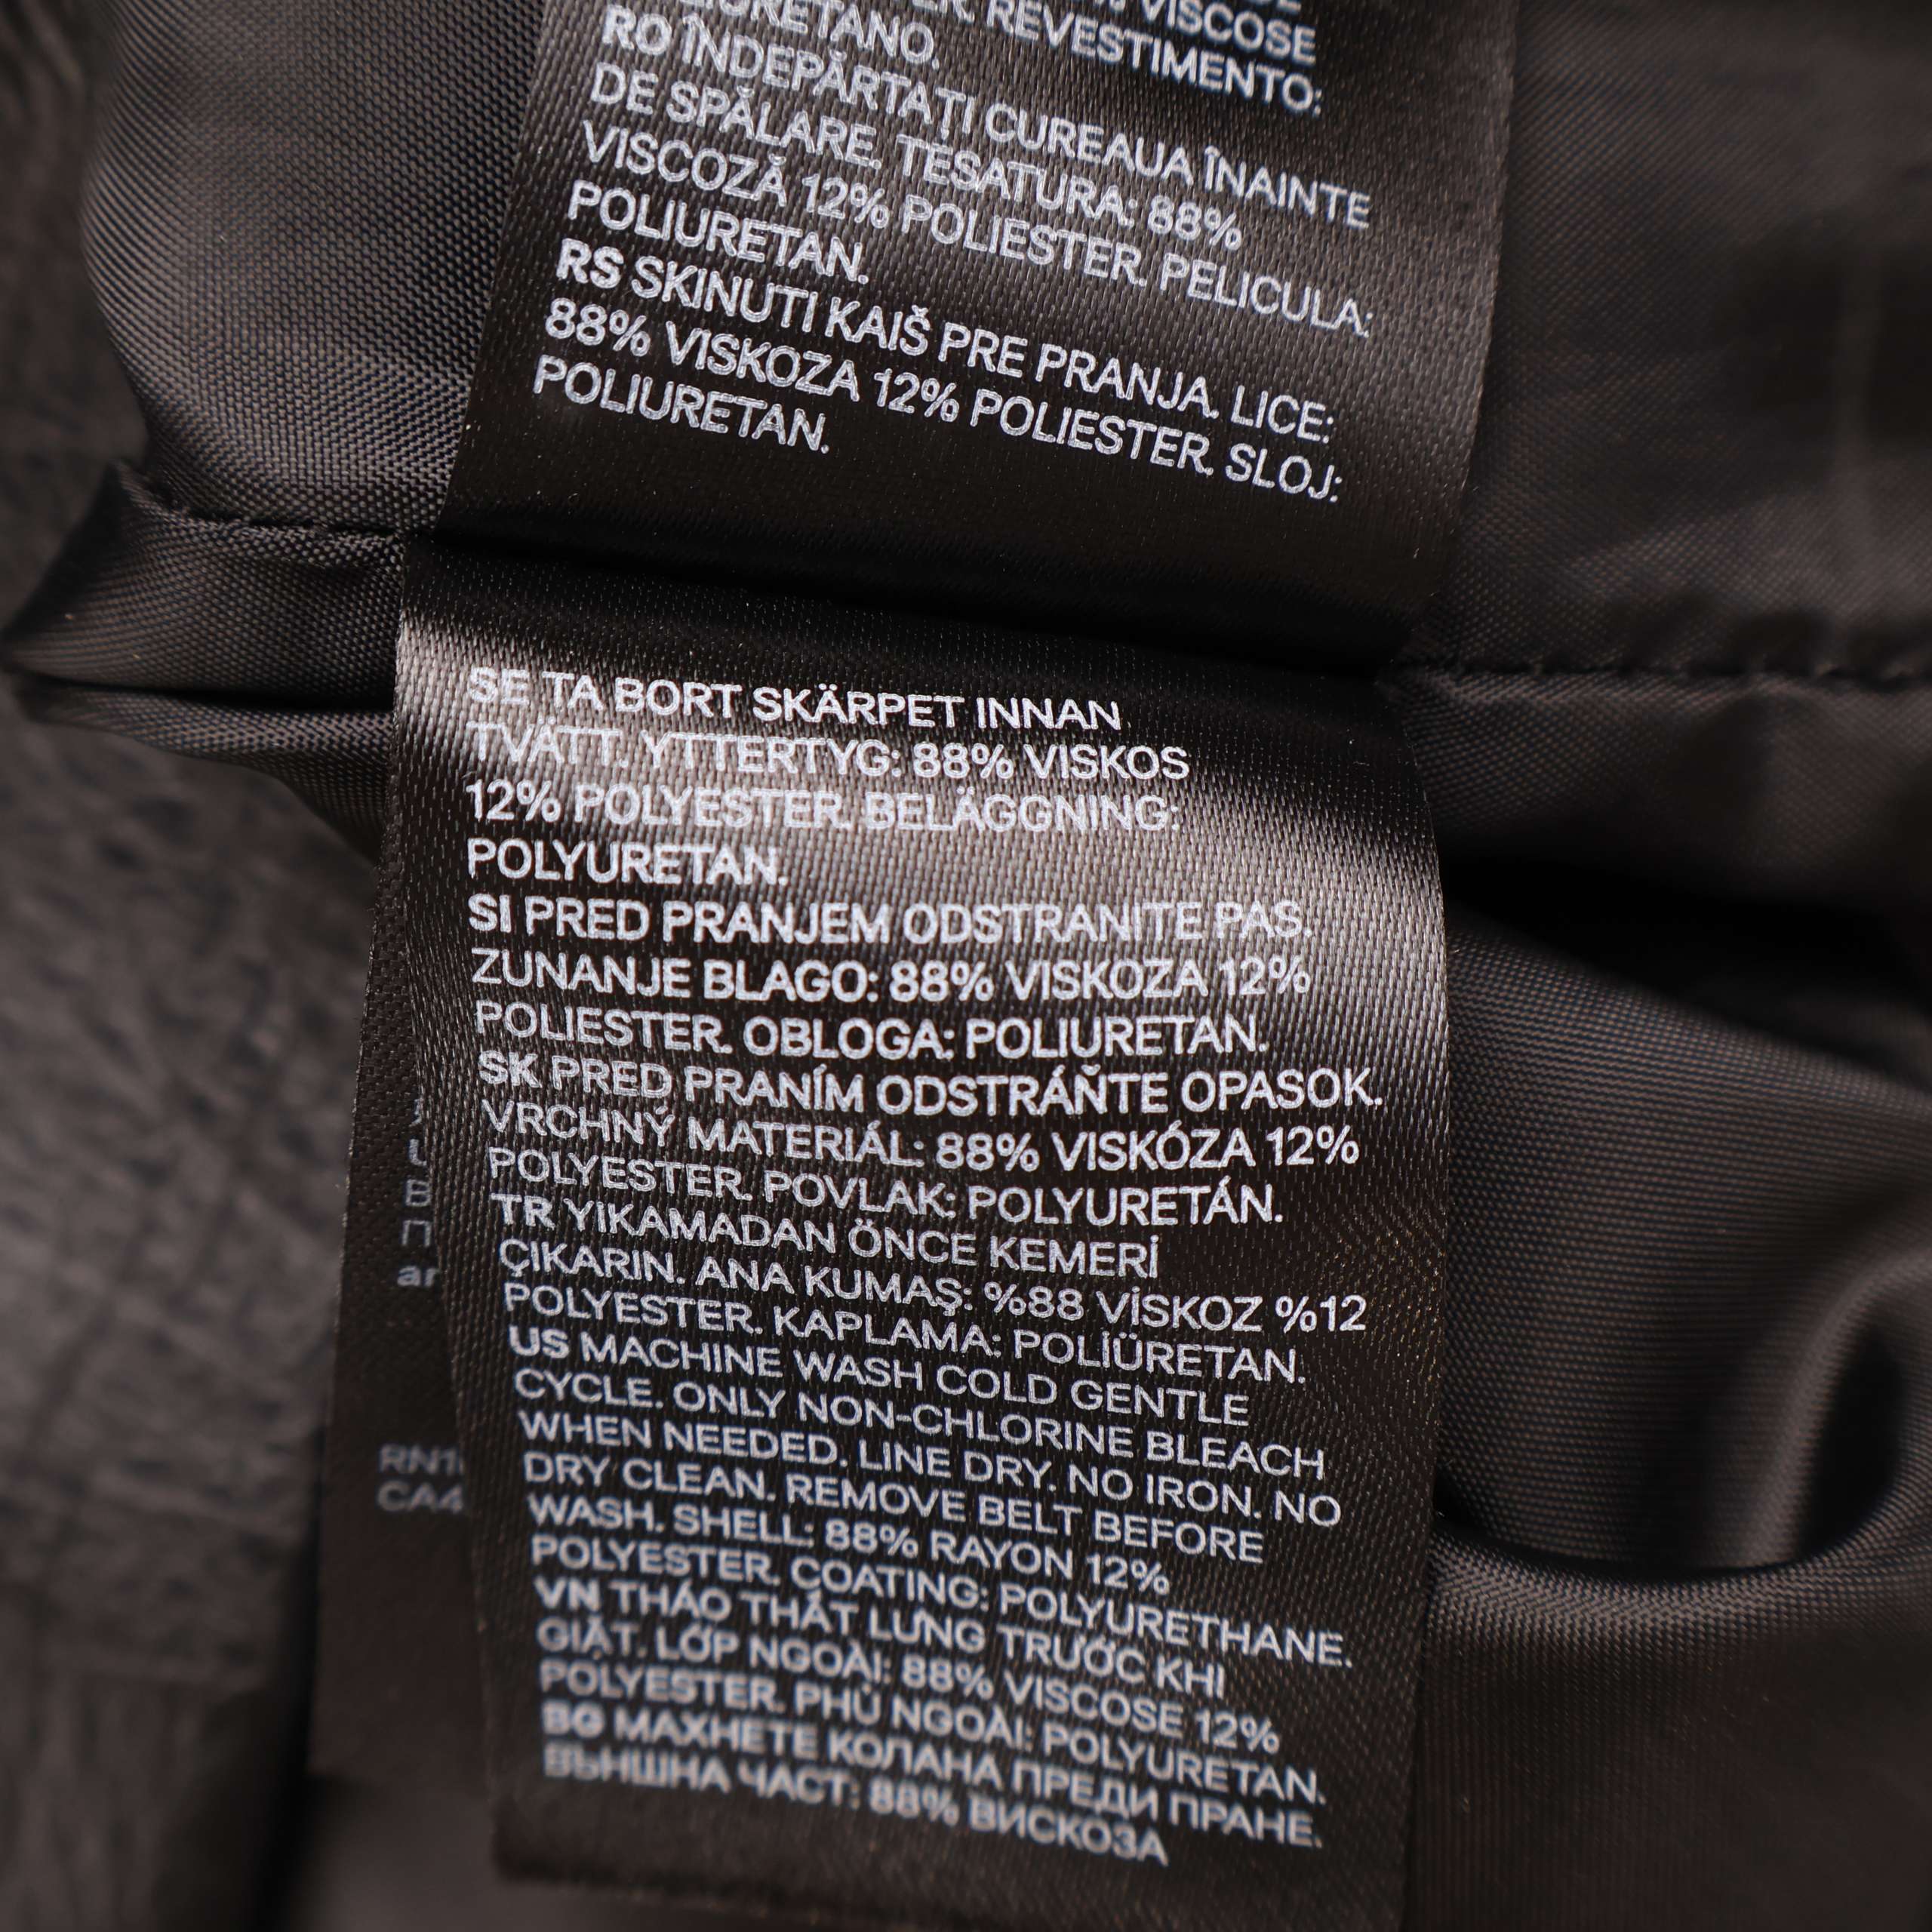 VISCOSE
REVESTIMENTO:
RO ÎNDEPĂRTAȚI CUREAUA ÎNAINTE
DE SPĂLARE. TESATURA: 88%
VISCOZĂ 12% POLIESTER. PELICULA:
POLIURETAN.
RS SKINUTI KAIŠ PRE PRANJA. LICE:
88% VISKOZA 12% POLIESTER. SLOJ:
POLIURETAN.
SE TA BORT SKÄRPET INNAN
TVÄTT. YTTERTYG: 88% VISKOS
12% POLYESTER. BELÄGGNING:
POLYURETAN.
SI PRED PRANJEM ODSTRANITE PAS.
ZUNANJE BLAGO: 88% VISKOZA 12%
POLIESTER. OBLOGA: POLIURETAN.
SK PRED PRANÍM ODSTRÁŇTE OPASOK.
VRCHNÝ MATERIÁL: 88% VISKÓZA 12%
POLYESTER. POVLAK: POLYURETÁN.
TR YIKAMADAN ÖNCE KEMERİ
ÇIKARIN. ANA KUMAŞ: %88 VİSKOZ %12
POLYESTER. KAPLAMA: POLİÜRETAN.
US MACHINE WASH COLD GENTLE
CYCLE. ONLY NON-CHLORINE BLEACH
WHEN NEEDED. LINE DRY. NO IRON. NO
DRY CLEAN. REMOVE BELT BEFORE
WASH. SHELL: 88% RAYON 12%
POLYESTER. COATING: POLYURETHANE.
VN THÁO THẮT LƯNG TRƯỚC KHI
GIẶT. LỚP NGOÀI: 88% VISCOSE 12%
POLYESTER. PHỦ NGOÀI: POLYURETAN.
BG МАХНЕТЕ КОЛАНА ПРЕДИ ПРАНЕ.
ВЪНШНА ЧАСТ: 88% ВИСКОЗА